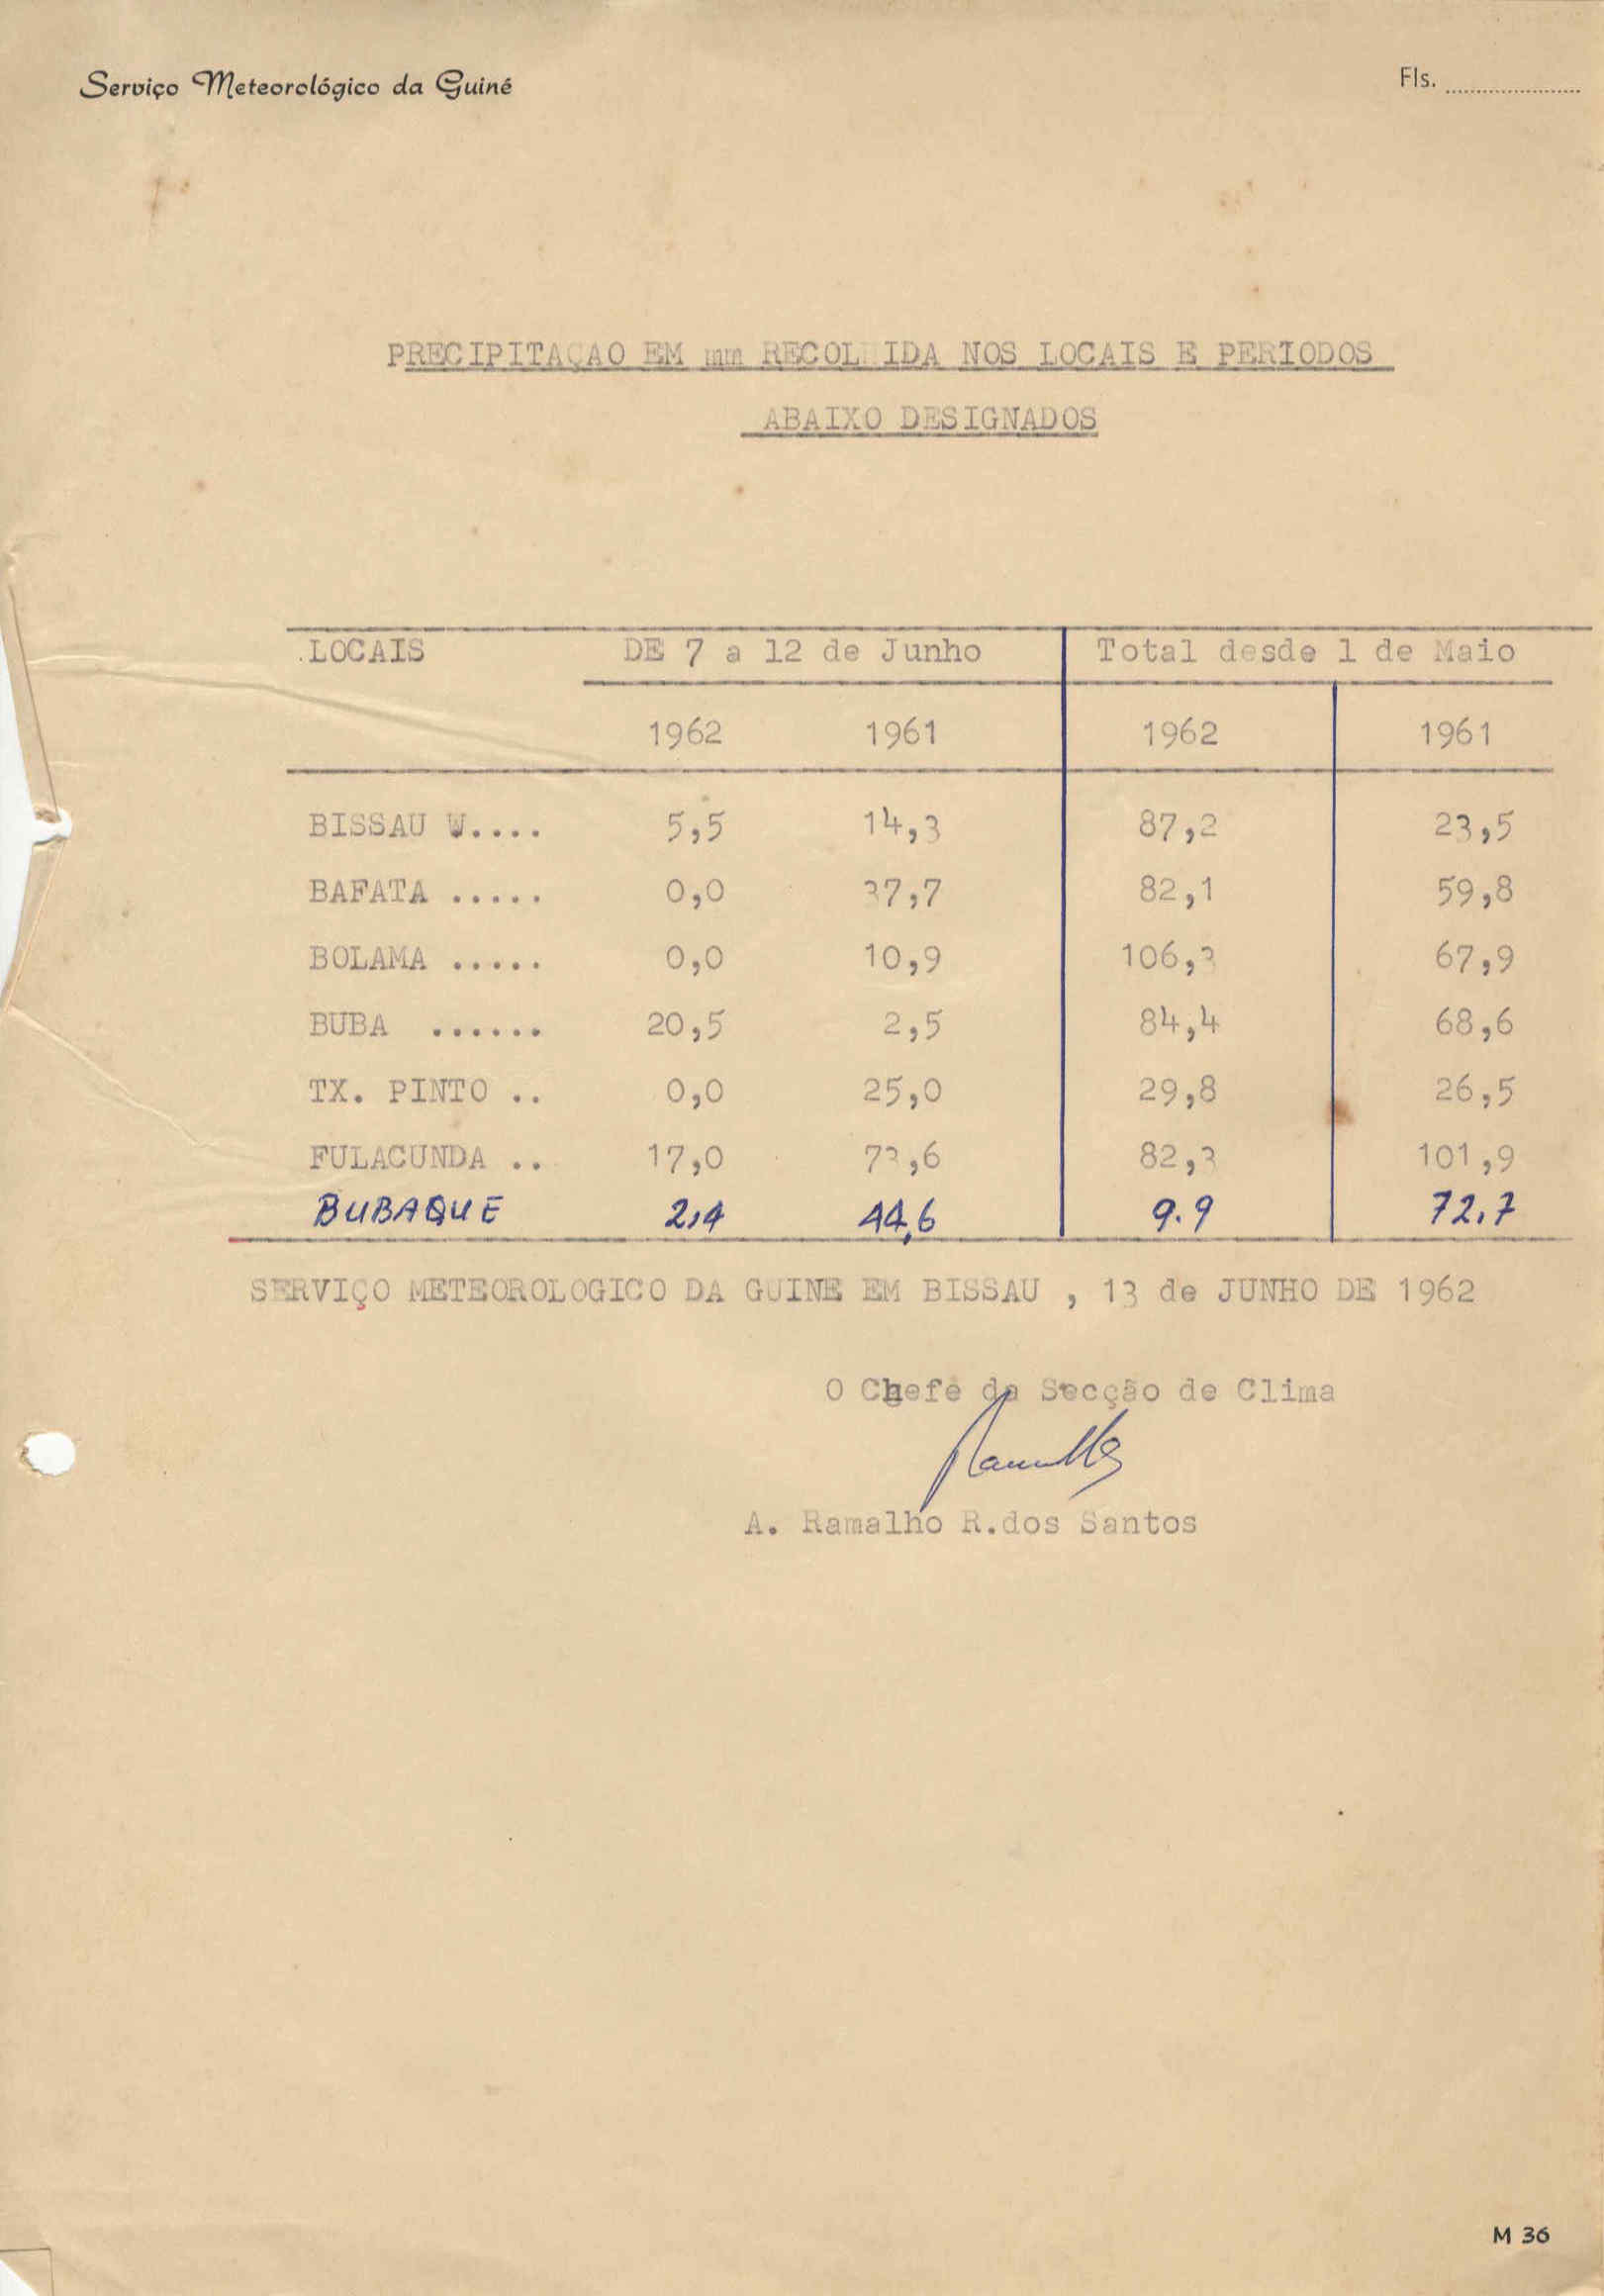 Serviço Meteorológico da Guiné
Fls. ....................
PRECIPITAÇAO EM mm RECOLHIDA NOS LOCAIS E PERIODOS
ABAIXO DESIGNADOS
.LOCAIS DE 7 a 12 de Junho Total desde 1 de Maio
1962 1961 1962 1961
BISSAU W.... 5,5 14,3 87,2 23,5
BAFATA ..... 0,0 37,7 82,1 59,8
BOLAMA ..... 0,0 10,9 106,3 67,9
BUBA ...... 20,5 2,5 84,4 68,6
TX. PINTO .. 0,0 25,0 29,8 26,5
FULACUNDA .. 17,0 73,6 82,3 101,9
BUBAQUE 2,4 44,6 9.9 72,7
SERVIÇO METEOROLOGICO DA GUINE EM BISSAU , 13 de JUNHO DE 1962
O Chefe da Secção de Clima
A. Ramalho R.dos Santos
M 36